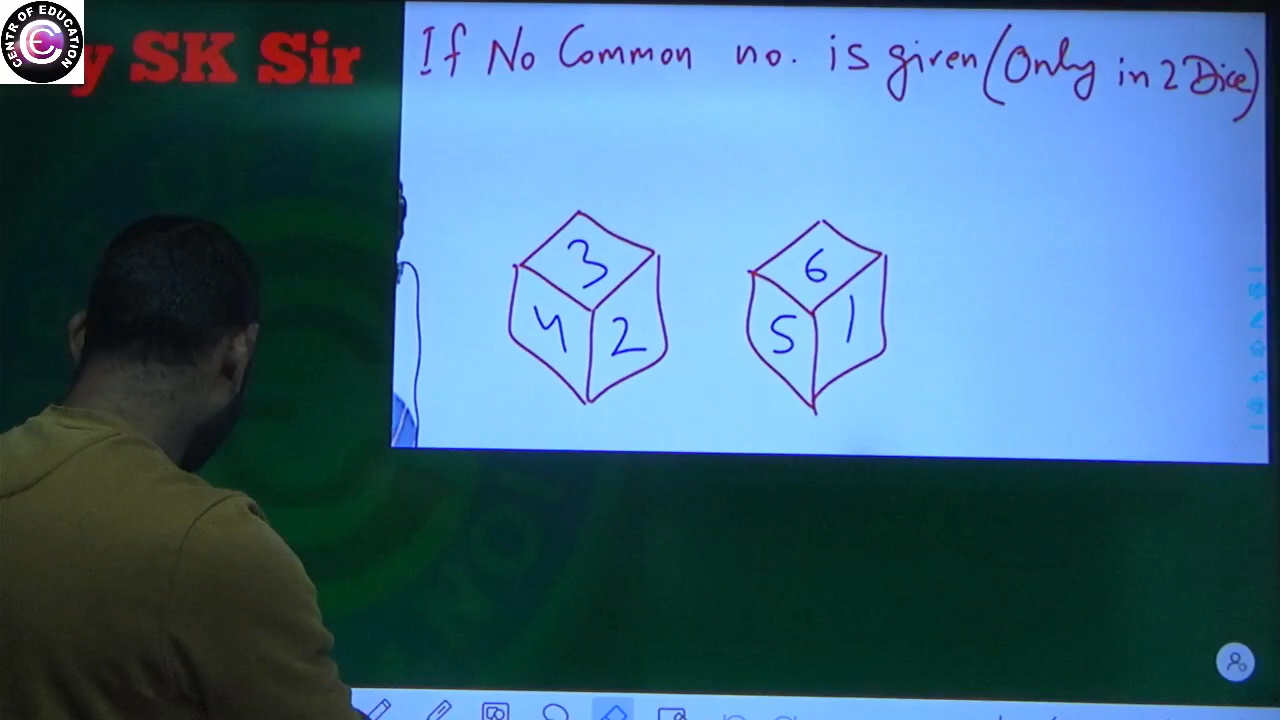 CENTR OF EDUCATION
y SK Sir
If No Common no. is given (Only in 2 Dice)
3
4 2
6
5 1